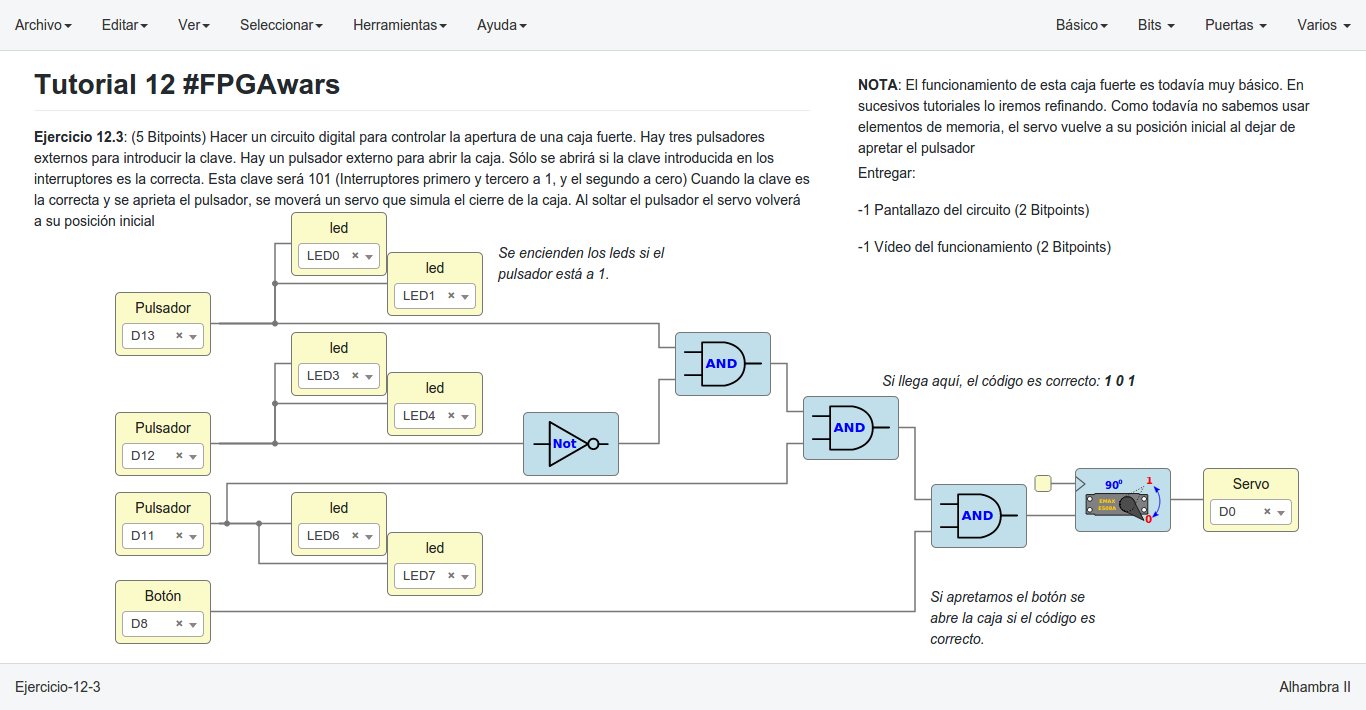 Archivo Editar Ver Seleccionar Herramientas Ayuda Básico Bits Puertas Varios
Tutorial 12 #FPGAwars
Ejercicio 12.3: (5 Bitpoints) Hacer un circuito digital para controlar la apertura de una caja fuerte. Hay tres pulsadores
externos para introducir la clave. Hay un pulsador externo para abrir la caja. Sólo se abrirá si la clave introducida en los
interruptores es la correcta. Esta clave será 101 (Interruptores primero y tercero a 1, y el segundo a cero) Cuando la clave es
la correcta y se aprieta el pulsador, se moverá un servo que simula el cierre de la caja. Al soltar el pulsador el servo volverá
a su posición inicial
NOTA: El funcionamiento de esta caja fuerte es todavía muy básico. En
sucesivos tutoriales lo iremos refinando. Como todavía no sabemos usar
elementos de memoria, el servo vuelve a su posición inicial al dejar de
apretar el pulsador
Entregar:
-1 Pantallazo del circuito (2 Bitpoints)
-1 Vídeo del funcionamiento (2 Bitpoints)
led
LED0
led
LED1
Se encienden los leds si el
pulsador está a 1.
Pulsador
D13
led
LED3
led
LED4
AND
Si llega aquí, el código es correcto: 1 0 1
Pulsador
D12
Not
AND
Pulsador
D11
led
LED6
led
LED7
AND
90º
1
EMAX
ES08A
0
Servo
D0
Botón
D8
Si apretamos el botón se
abre la caja si el código es
correcto.
Ejercicio-12-3
Alhambra II